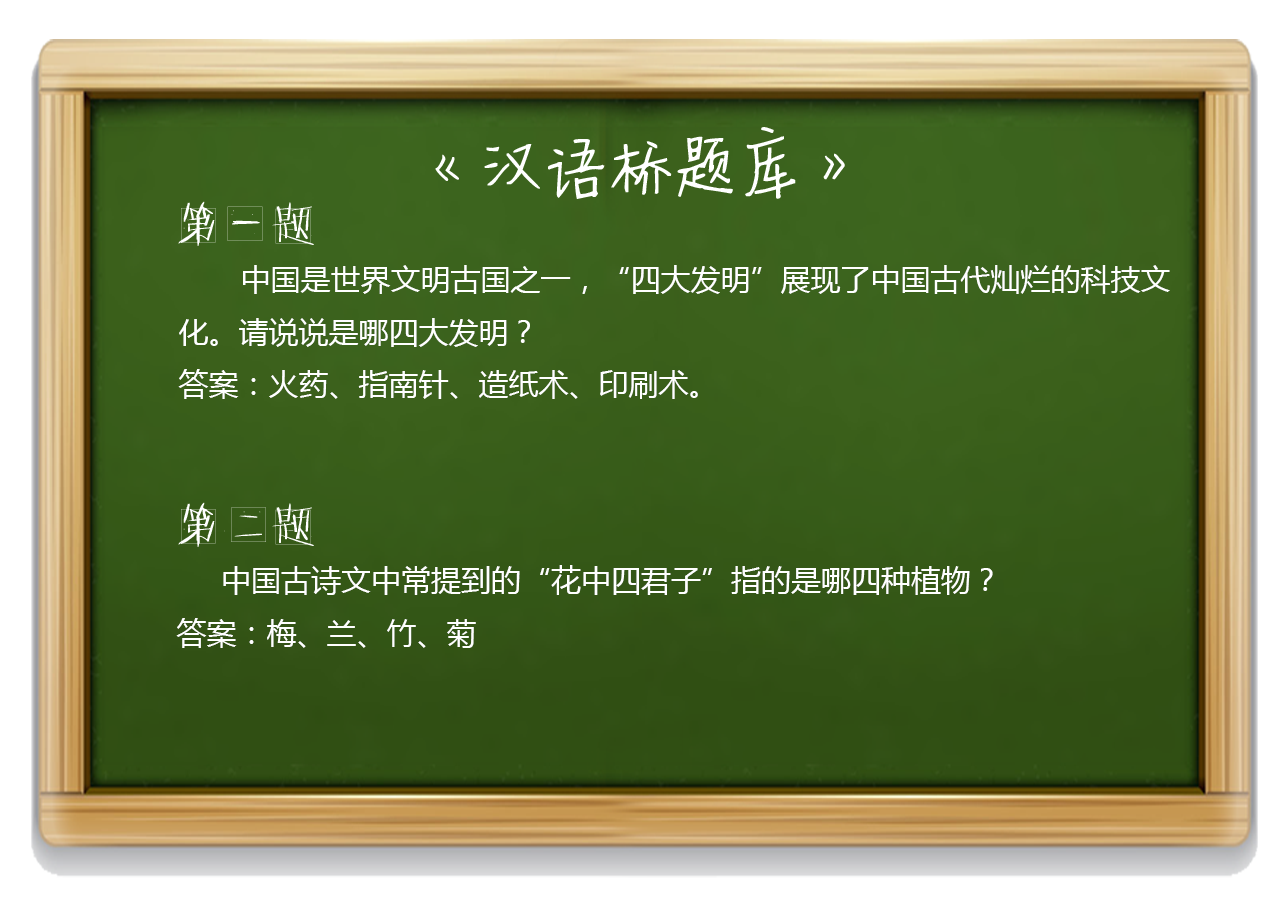 《汉语桥题库》
第一题
中国是世界文明古国之一，“四大发明”展现了中国古代灿烂的科技文
化。请说说是哪四大发明？
答案：火药、指南针、造纸术、印刷术。
第二题
中国古诗文中常提到的“花中四君子”指的是哪四种植物？
答案：梅、兰、竹、菊